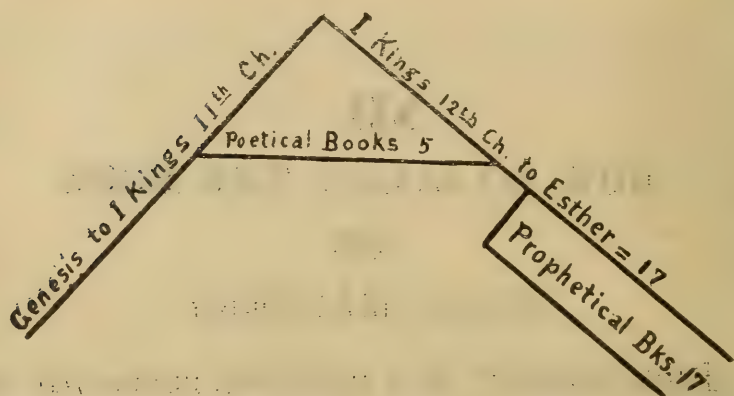 Genesis to I Kings 11th Ch.
I Kings 12th Ch. to Esther = 17
Poetical Books 5
Prophetical Bks. 17